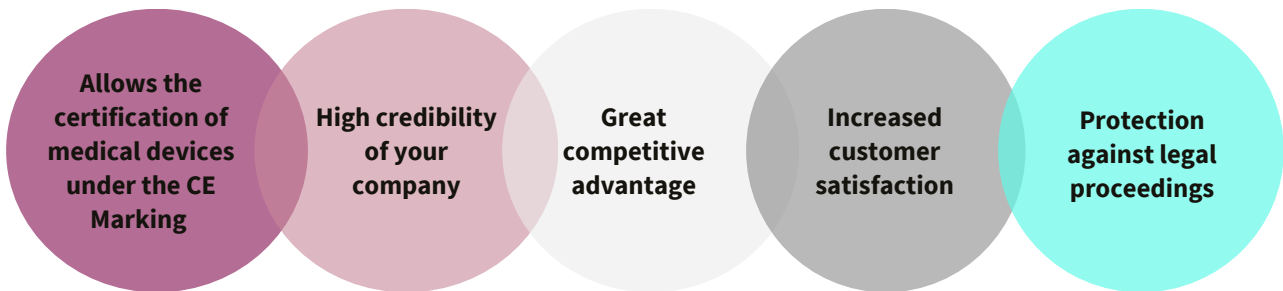 Allows the
certification of
medical devices
under the CE
Marking
High credibility
of your
company
Great
competitive
advantage
Increased
customer
satisfaction
Protection
against legal
proceedings